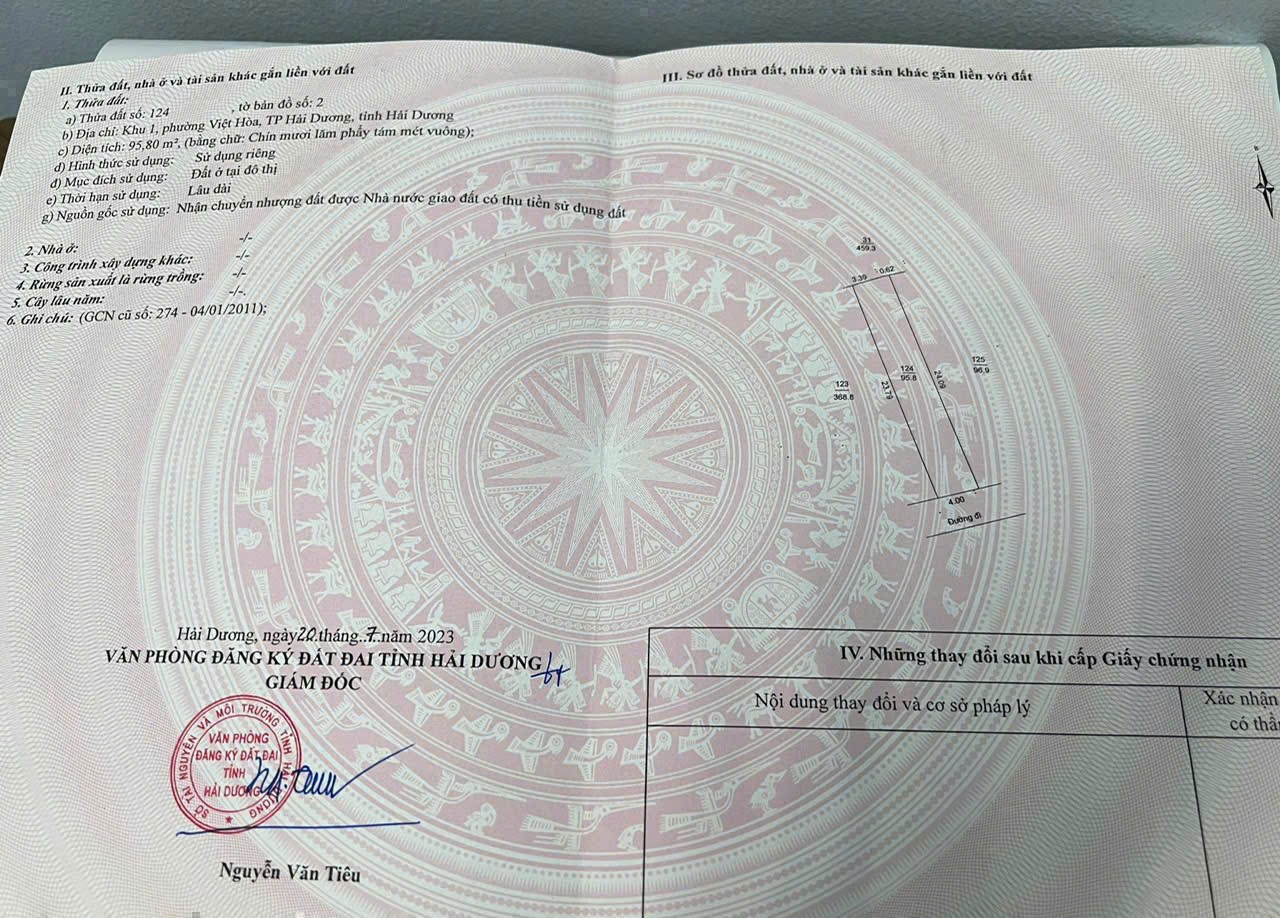 II. Thửa đất, nhà ở và tài sản khác gắn liền với đất
1. Thửa đất:
a) Thửa đất số: 124 , tờ bản đồ số: 2
b) Địa chỉ: Khu 1, phường Việt Hòa, TP Hải Dương, tỉnh Hải Dương
c) Diện tích: 95,80 m², (bằng chữ: Chín mươi lăm phẩy tám mét vuông);
d) Hình thức sử dụng: Sử dụng riêng
đ) Mục đích sử dụng: Đất ở tại đô thị
e) Thời hạn sử dụng: Lâu dài
g) Nguồn gốc sử dụng: Nhận chuyển nhượng đất được Nhà nước giao đất có thu tiền sử dụng đất
2. Nhà ở: -/-
3. Công trình xây dựng khác: -/-
4. Rừng sản xuất là rừng trồng: -/-
5. Cây lâu năm: -/-.
6. Ghi chú: (GCN cũ số: 274 - 04/01/2011);
Hải Dương, ngày 20 tháng 7 năm 2023
VĂN PHÒNG ĐĂNG KÝ ĐẤT ĐAI TỈNH HẢI DƯƠNG
GIÁM ĐỐC
SỞ TÀI NGUYÊN VÀ MÔI TRƯỜNG TỈNH HẢI DƯƠNG
VĂN PHÒNG
ĐĂNG KÝ ĐẤT ĐAI
TỈNH
HẢI DƯƠNG
Nguyễn Văn Tiêu
III. Sơ đồ thửa đất, nhà ở và tài sản khác gắn liền với đất
B
31
459.3
3.39 0.62
124
95.8
125
96.9
123
368.6
23.79
24.09
4.00
Đường đi
IV. Những thay đổi sau khi cấp Giấy chứng nhận
Nội dung thay đổi và cơ sở pháp lý
Xác nhận
có thẩ